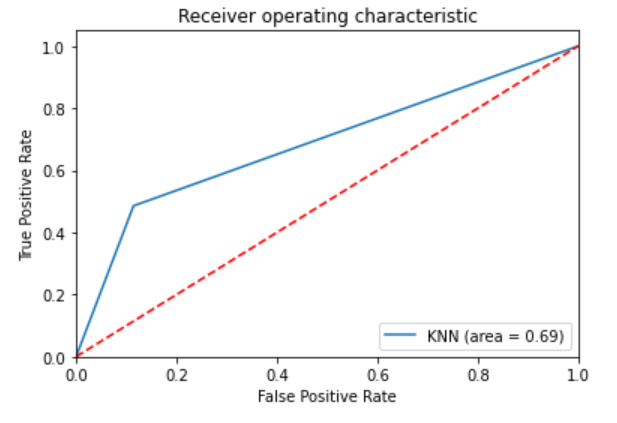 Receiver operating characteristic
True Positive Rate
1.0
0.8
0.6
0.4
0.2
0.0
KNN (area = 0.69)
0.0 0.2 0.4 0.6 0.8 1.0
False Positive Rate